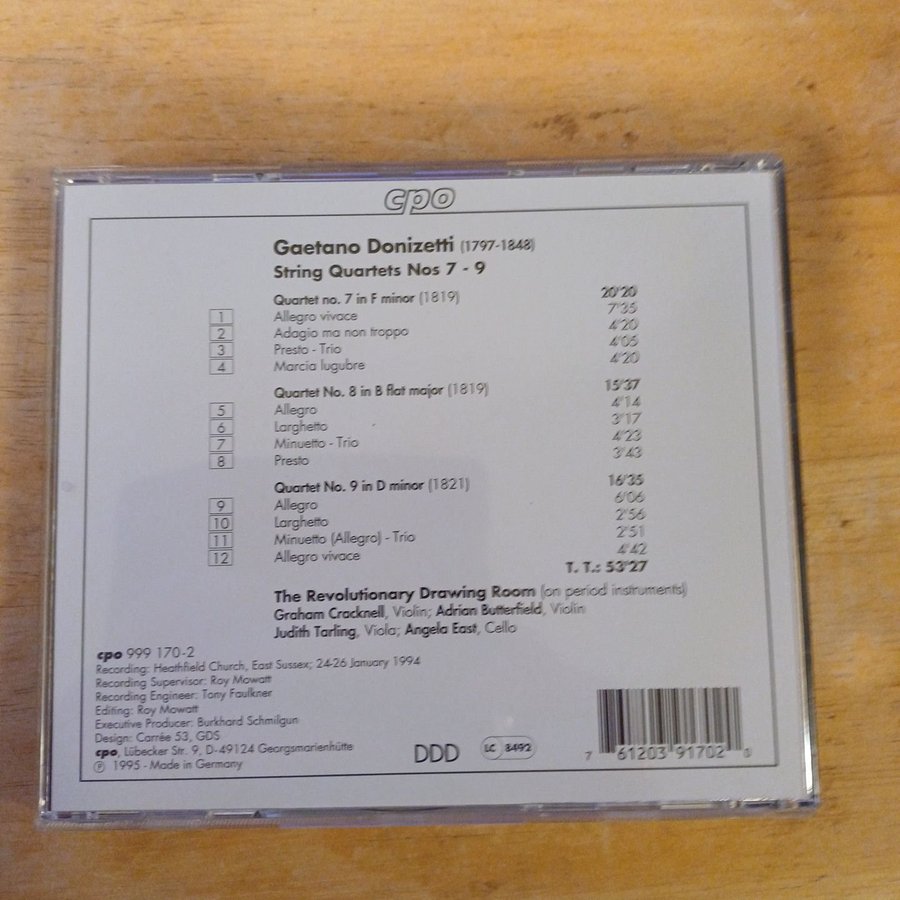 cpo
Gaetano Donizetti (1797-1848)
String Quartets Nos 7 - 9
Quartet no. 7 in F minor (1819) 20'20
1 Allegro vivace 7'35
2 Adagio ma non troppo 4'20
3 Presto - Trio 4'05
4 Marcia lugubre 4'20
Quartet No. 8 in B flat major (1819) 15'37
5 Allegro 4'14
6 Larghetto 3'17
7 Minuetto - Trio 4'23
8 Presto 3'43
Quartet No. 9 in D minor (1821) 16'35
9 Allegro 6'06
10 Larghetto 2'56
11 Minuetto (Allegro) - Trio 2'51
12 Allegro vivace 4'42
T. T.: 53'27
The Revolutionary Drawing Room (on period instruments)
Graham Cracknell, Violin; Adrian Butterfield, Violin
Judith Tarling, Viola; Angela East, Cello
cpo 999 170-2
Recording: Heathfield Church, East Sussex; 24-26 January 1994
Recording Supervisor: Roy Mowatt
Recording Engineer: Tony Faulkner
Editing: Roy Mowatt
Executive Producer: Burkhard Schmilgun
Design: Carrée 53, GDS
cpo, Lübecker Str. 9, D-49124 Georgsmarienhütte
℗ 1995 - Made in Germany
DDD
LC 8492
7 61203 91702